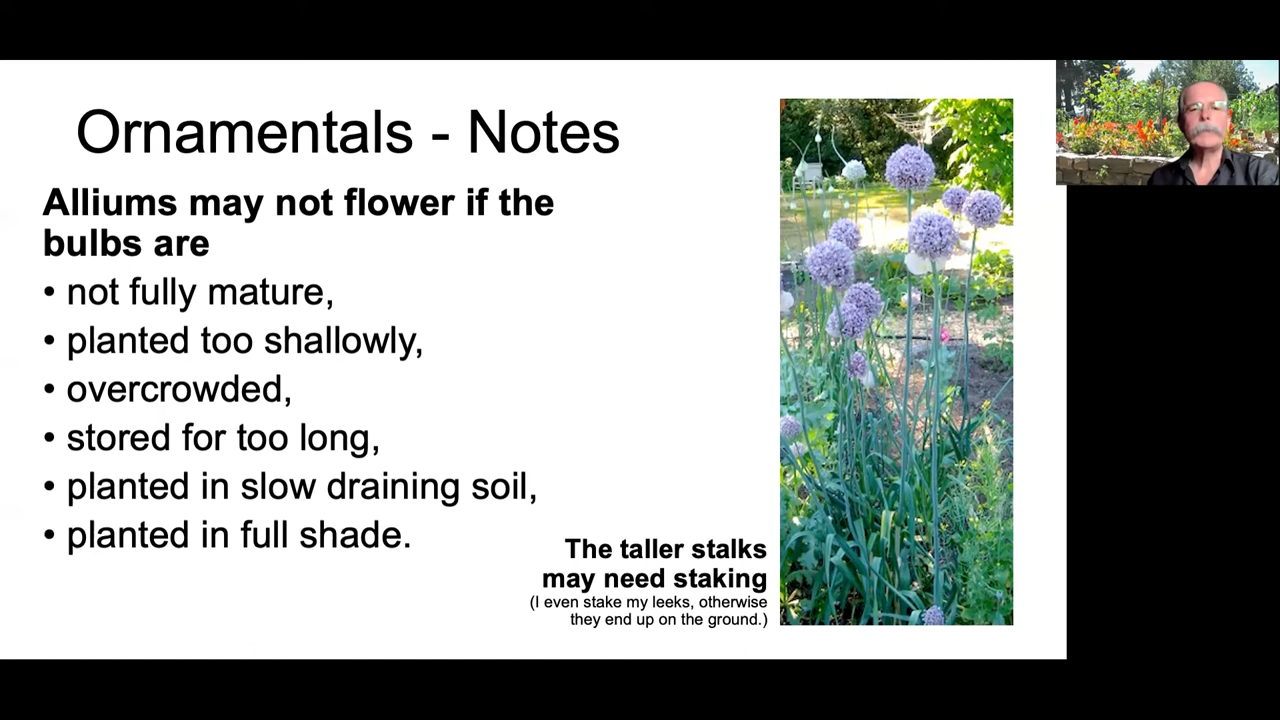 Ornamentals - Notes
Alliums may not flower if the
bulbs are
• not fully mature,
• planted too shallowly,
• overcrowded,
• stored for too long,
• planted in slow draining soil,
• planted in full shade.
The taller stalks
may need staking
(I even stake my leeks, otherwise
they end up on the ground.)